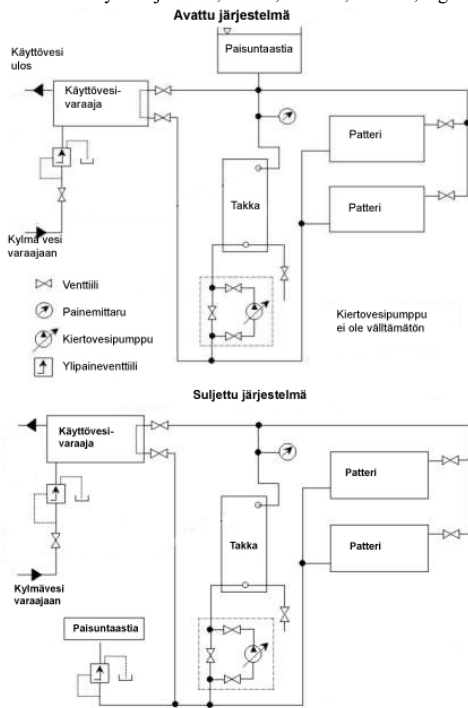 Avattu järjestelmä
Käyttövesi
ulos
Käyttövesi-
varaaja
Paisuntaastia
Patteri
Patteri
Takka
Kylmä vesi
varaajaan
Venttiili
Painemittaru
Kiertovesipumppu
Ylipaineventtiili
Kiertovesipumppu
ei ole välltämätön
Suljettu järjestelmä
Käyttövesi-
varaaja
Patteri
Patteri
Takka
Kylmävesi
varaajaan
Paisuntaastia